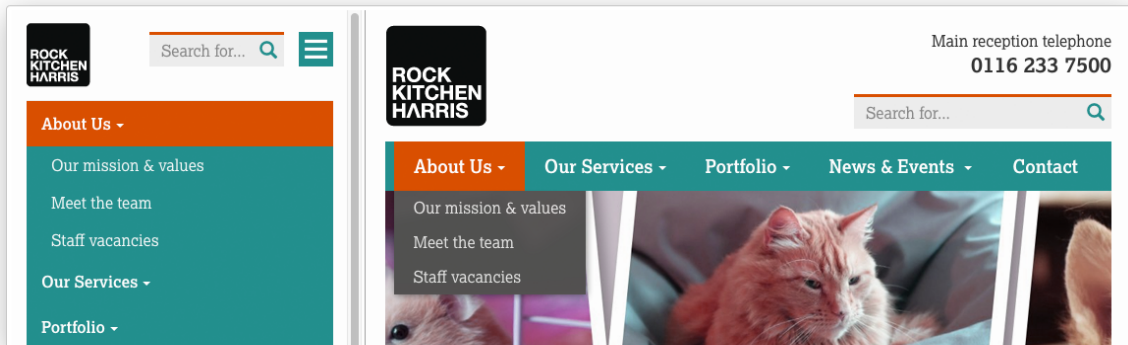 ROCK
KITCHEN
HARRIS
Search for...
About Us
Our mission & values
Meet the team
Staff vacancies
Our Services
Portfolio
ROCK
KITCHEN
HARRIS
Main reception telephone
0116 233 7500
Search for...
About Us Our Services Portfolio News & Events Contact
Our mission & values
Meet the team
Staff vacancies